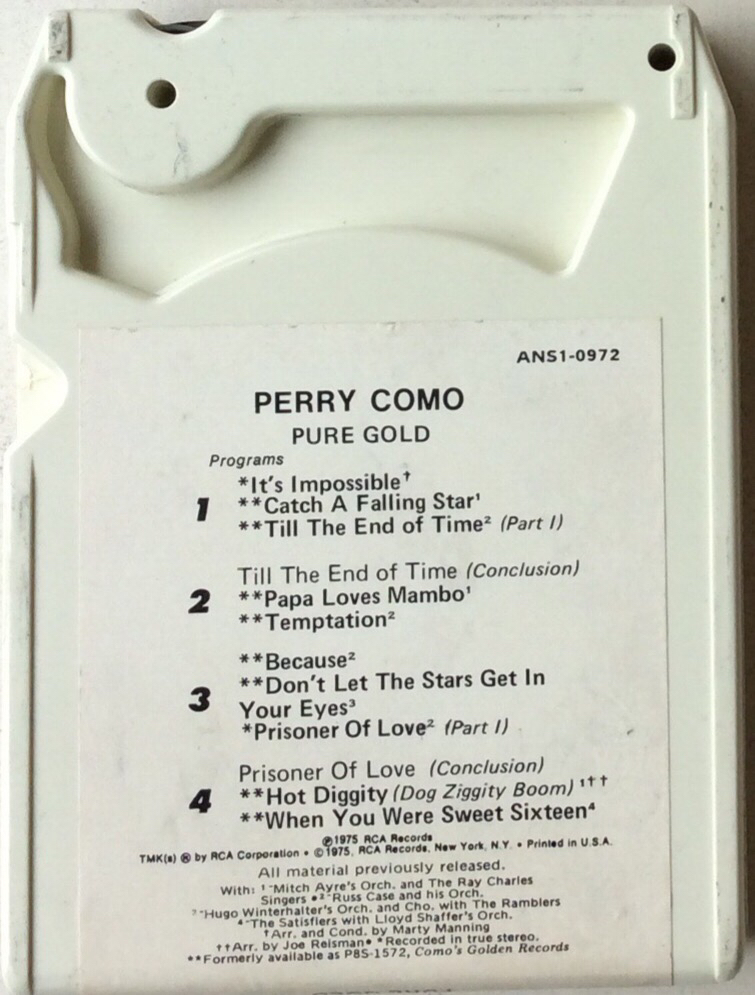 ANS1-0972
PERRY COMO
PURE GOLD
Programs
1
*It's Impossible†
**Catch A Falling Star¹
**Till The End of Time² (Part I)
2
Till The End of Time (Conclusion)
**Papa Loves Mambo¹
**Temptation²
3
**Because²
**Don't Let The Stars Get In
Your Eyes³
*Prisoner Of Love² (Part I)
4
Prisoner Of Love (Conclusion)
**Hot Diggity (Dog Ziggity Boom) ¹††
**When You Were Sweet Sixteen⁴
℗1975 RCA Records
TMK(s) ® by RCA Corporation • ©1975, RCA Records, New York, N.Y. • Printed in U.S.A.
All material previously released.
With: ¹-Mitch Ayre's Orch. and The Ray Charles
Singers •²-Russ Case and his Orch.
³-Hugo Winterhalter's Orch. and Cho. with The Ramblers
⁴-The Satisfiers with Lloyd Shaffer's Orch.
†Arr. and Cond. by Marty Manning
††Arr. by Joe Reisman• *Recorded in true stereo.
**Formerly available as P8S-1572, Como's Golden Records